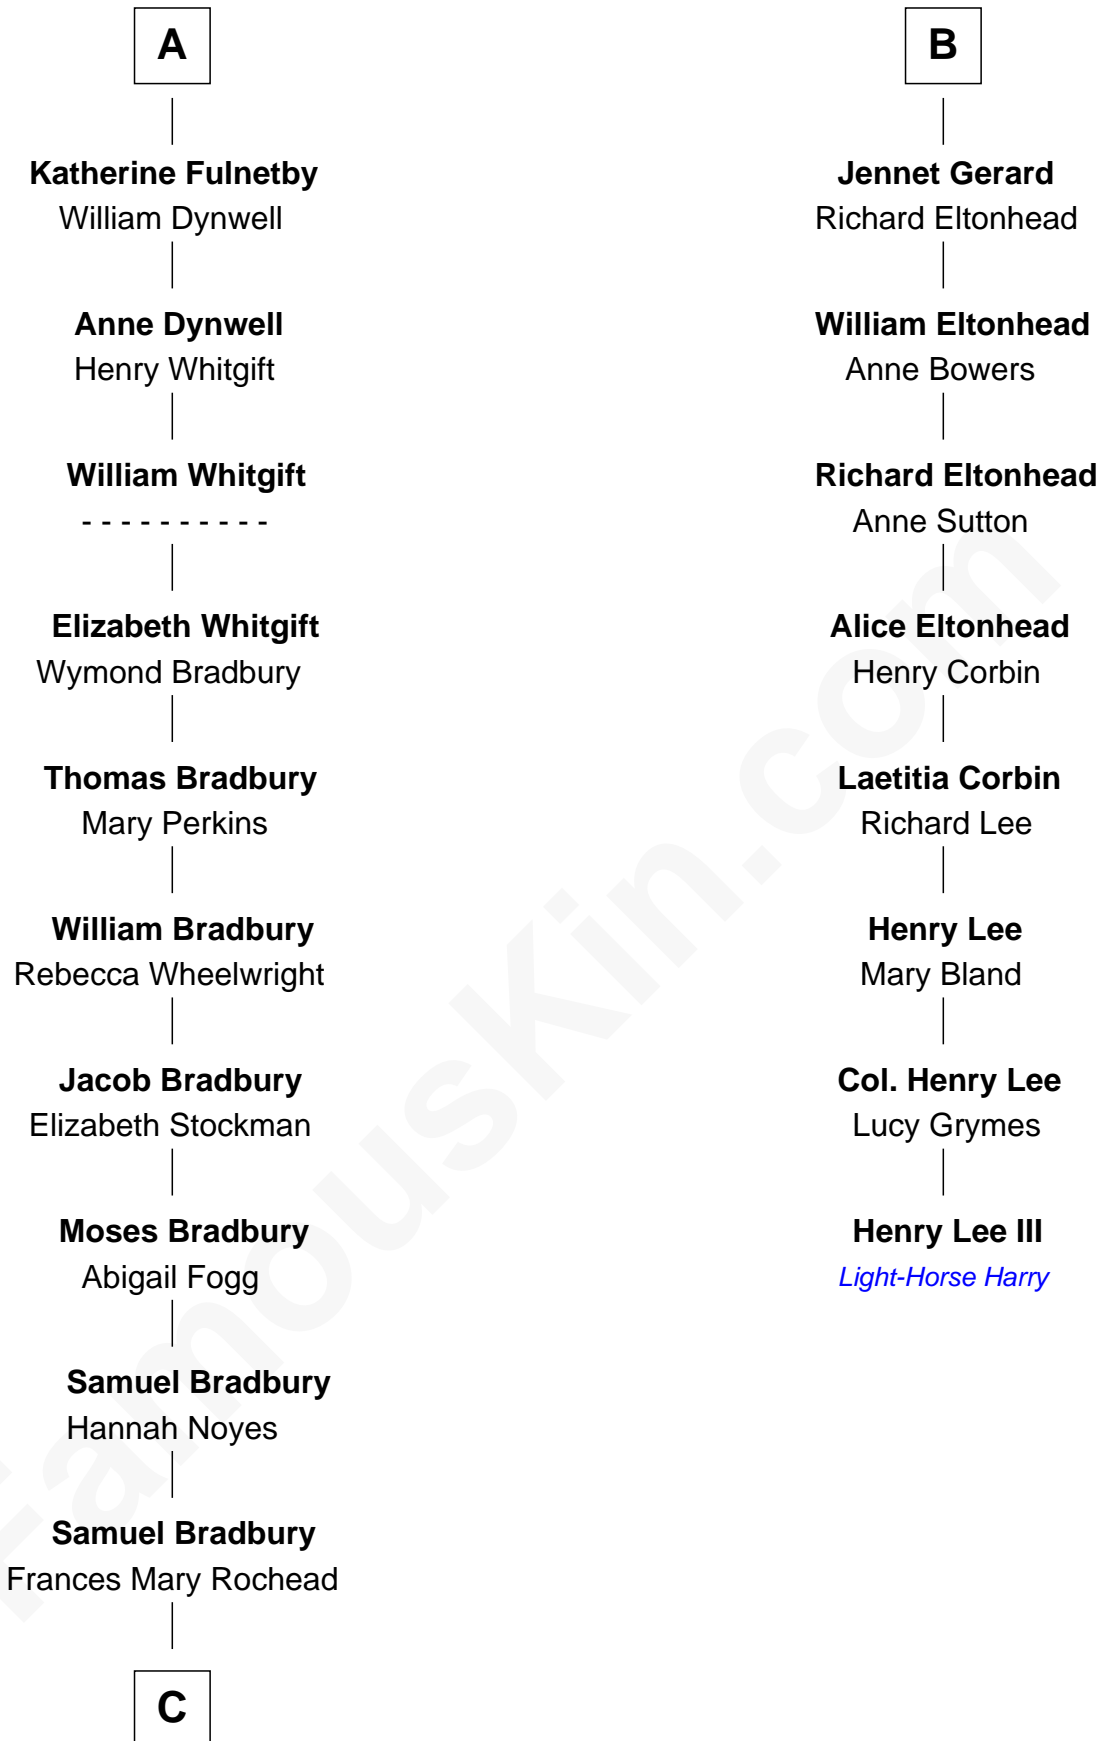 A
Katherine Fulnetby
William Dynwell
Anne Dynwell
Henry Whitgift
William Whitgift
- - - - - - - - - -
Elizabeth Whitgift
Wymond Bradbury
Thomas Bradbury
Mary Perkins
William Bradbury
Rebecca Wheelwright
Jacob Bradbury
Elizabeth Stockman
Moses Bradbury
Abigail Fogg
Samuel Bradbury
Hannah Noyes
Samuel Bradbury
Frances Mary Rochead
C
B
Jennet Gerard
Richard Eltonhead
William Eltonhead
Anne Bowers
Richard Eltonhead
Anne Sutton
Alice Eltonhead
Henry Corbin
Laetitia Corbin
Richard Lee
Henry Lee
Mary Bland
Col. Henry Lee
Lucy Grymes
Henry Lee III
Light-Horse Harry
FamousKin.com